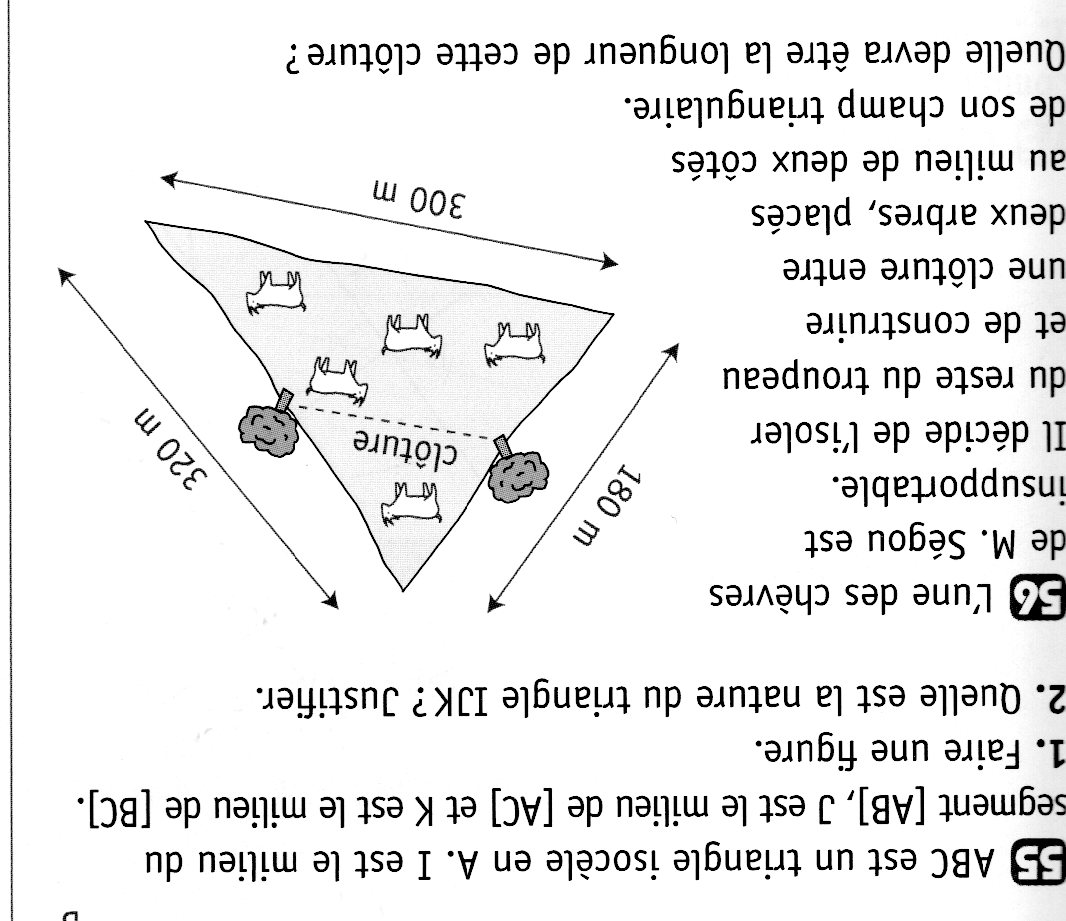 55 ABC est un triangle isocèle en A. I est le milieu du
segment [AB], J est le milieu de [AC] et K est le milieu de [BC].
1. Faire une figure.
2. Quelle est la nature du triangle IJK ? Justifier.
56 L'une des chèvres
de M. Ségou est
insupportable.
Il décide de l'isoler
du reste du troupeau
et de construire
une clôture entre
deux arbres, placés
au milieu de deux côtés
de son champ triangulaire.
Quelle devra être la longueur de cette clôture ?
180 m
320 m
clôture
300 m